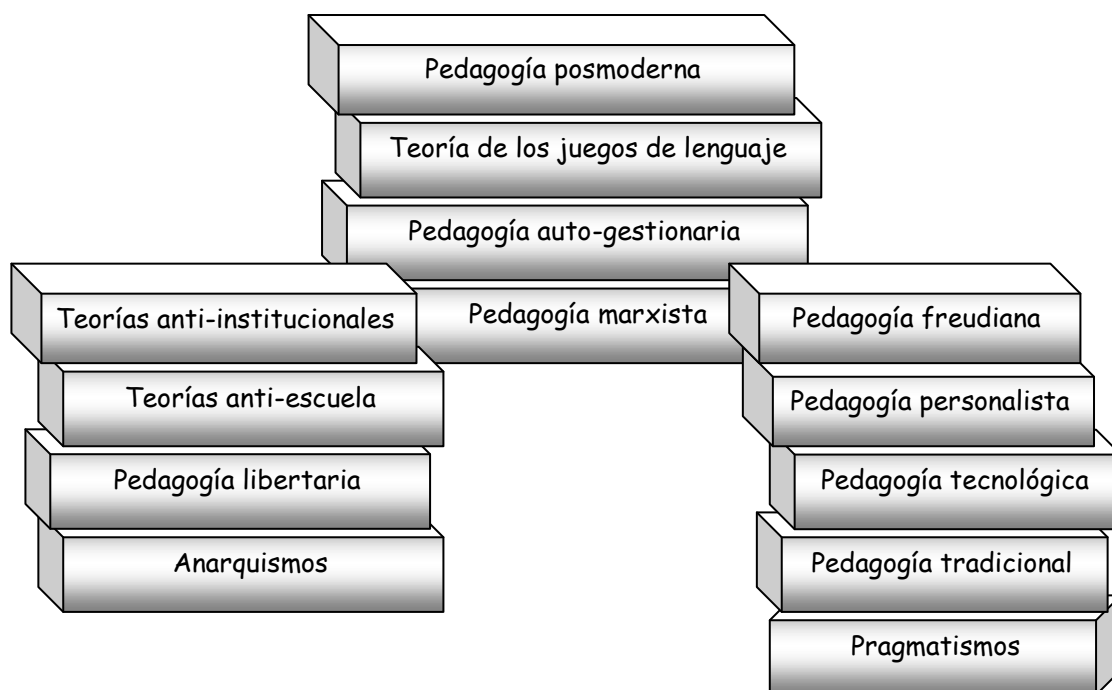 Pedagogía posmoderna
Teoría de los juegos de lenguaje
Pedagogía auto-gestionaria
Teorías anti-institucionales
Pedagogía marxista
Pedagogía freudiana
Teorías anti-escuela
Pedagogía personalista
Pedagogía libertaria
Pedagogía tecnológica
Anarquismos
Pedagogía tradicional
Pragmatismos